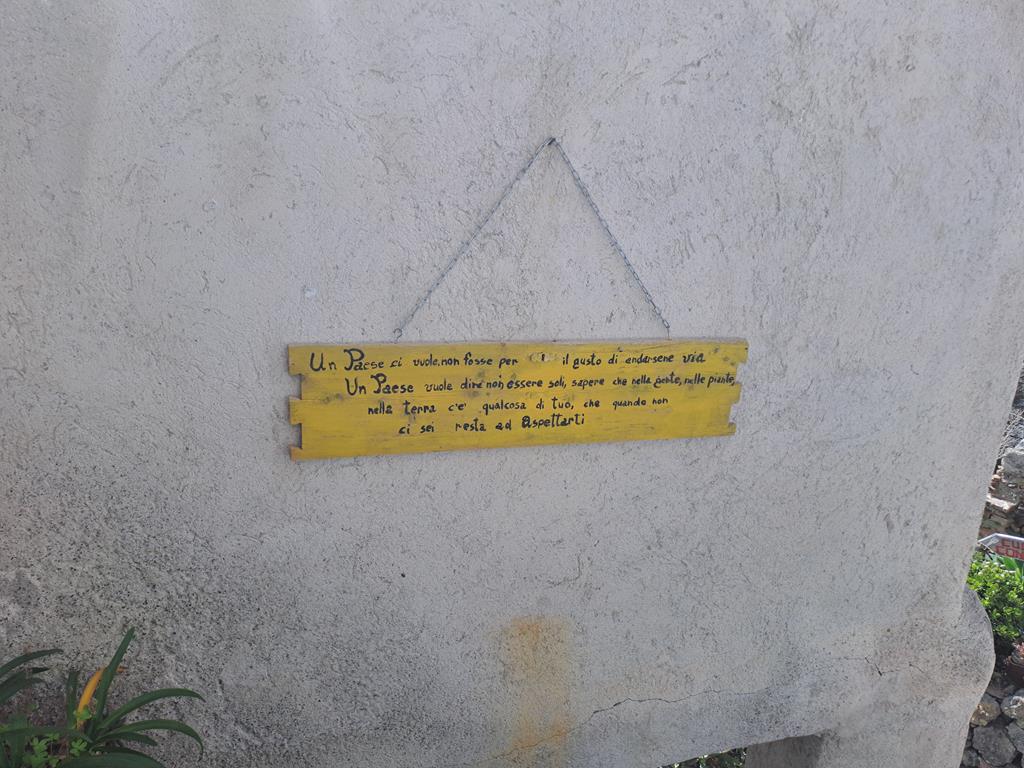 Un Paese ci vuole, non fosse per il gusto di andarsene via
Un Paese vuole dire non essere soli, sapere che nella gente, nelle piante,
nella terra c'e' qualcosa di tuo, che quando non
ci sei resta ad aspettarti